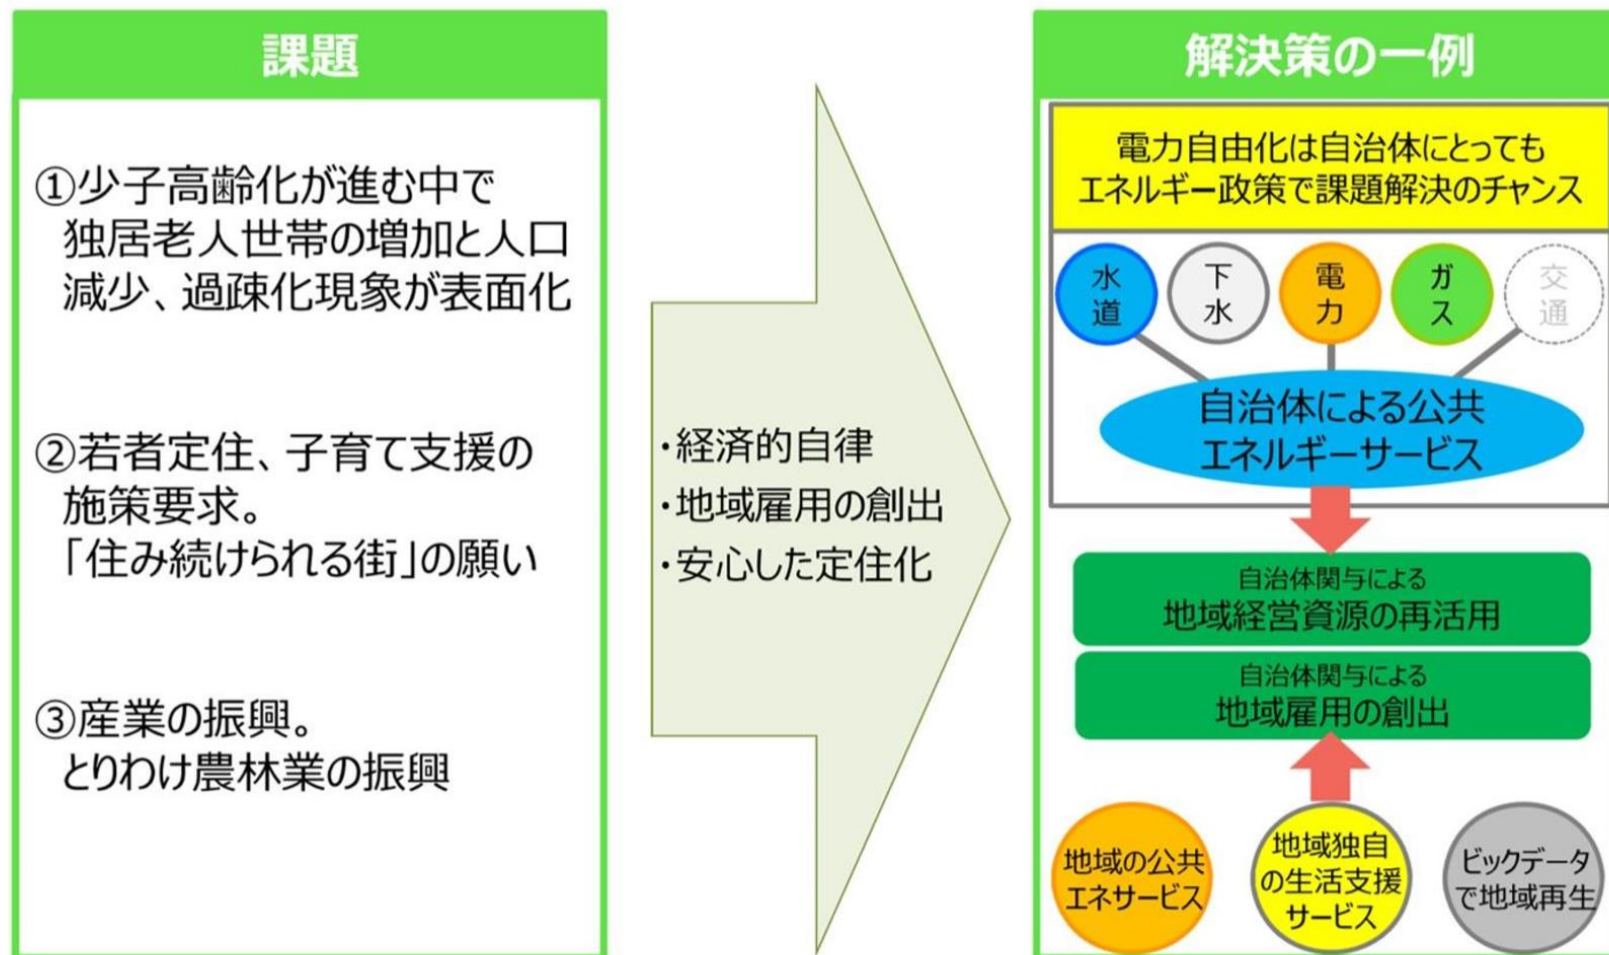 課題
①少子高齢化が進む中で
独居老人世帯の増加と人口
減少、過疎化現象が表面化
②若者定住、子育て支援の
施策要求。
「住み続けられる街」の願い
③産業の振興。
とりわけ農林業の振興
・経済的自律
・地域雇用の創出
・安心した定住化
解決策の一例
電力自由化は自治体にとっても
エネルギー政策で課題解決のチャンス
水道
下水
電力
ガス
交通
自治体による公共
エネルギーサービス
自治体関与による
地域経営資源の再活用
自治体関与による
地域雇用の創出
地域の公共
エネサービス
地域独自
の生活支援
サービス
ビックデータ
で地域再生